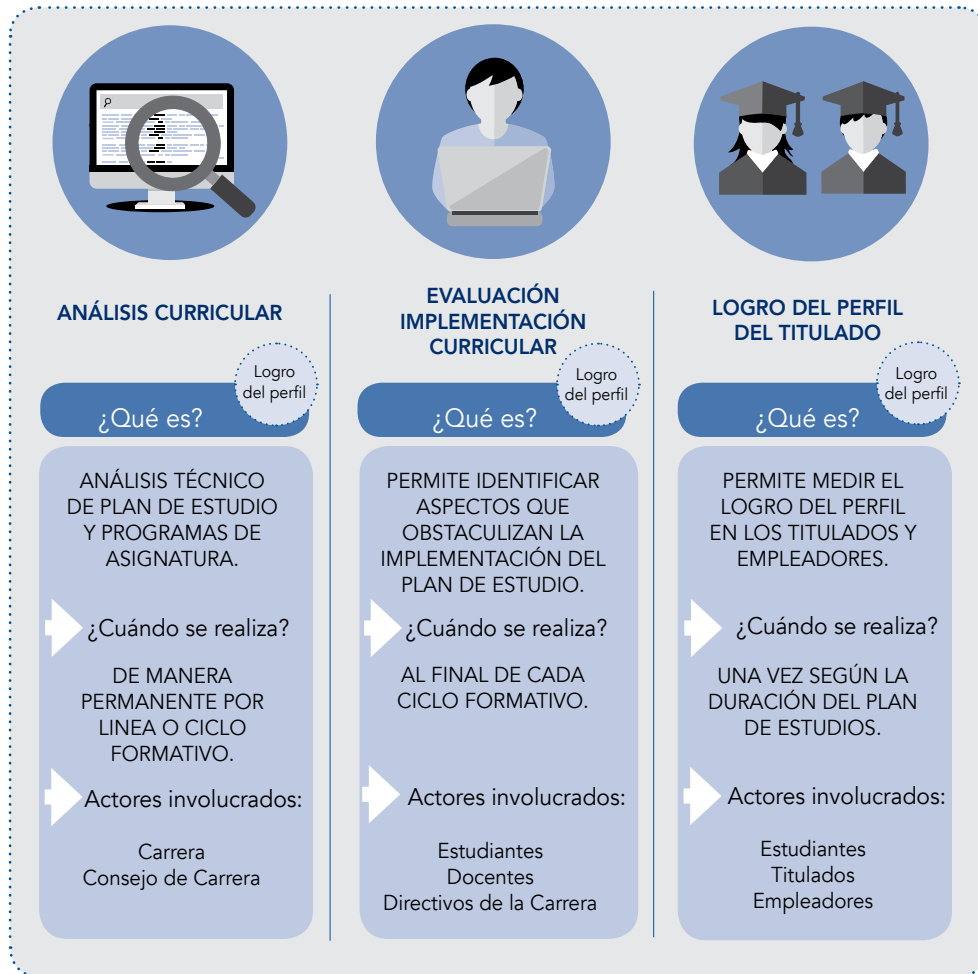 ANÁLISIS CURRICULAR
Logro
del perfil
¿Qué es?
ANÁLISIS TÉCNICO
DE PLAN DE ESTUDIO
Y PROGRAMAS DE
ASIGNATURA.
¿Cuándo se realiza?
DE MANERA
PERMANENTE POR
LINEA O CICLO
FORMATIVO.
Actores involucrados:
Carrera
Consejo de Carrera
EVALUACIÓN
IMPLEMENTACIÓN
CURRICULAR
Logro
del perfil
¿Qué es?
PERMITE IDENTIFICAR
ASPECTOS QUE
OBSTACULIZAN LA
IMPLEMENTACIÓN DEL
PLAN DE ESTUDIO.
¿Cuándo se realiza?
AL FINAL DE CADA
CICLO FORMATIVO.
Actores involucrados:
Estudiantes
Docentes
Directivos de la Carrera
LOGRO DEL PERFIL
DEL TITULADO
Logro
del perfil
¿Qué es?
PERMITE MEDIR EL
LOGRO DEL PERFIL
EN LOS TITULADOS Y
EMPLEADORES.
¿Cuándo se realiza?
UNA VEZ SEGÚN LA
DURACIÓN DEL PLAN
DE ESTUDIOS.
Actores involucrados:
Estudiantes
Titulados
Empleadores